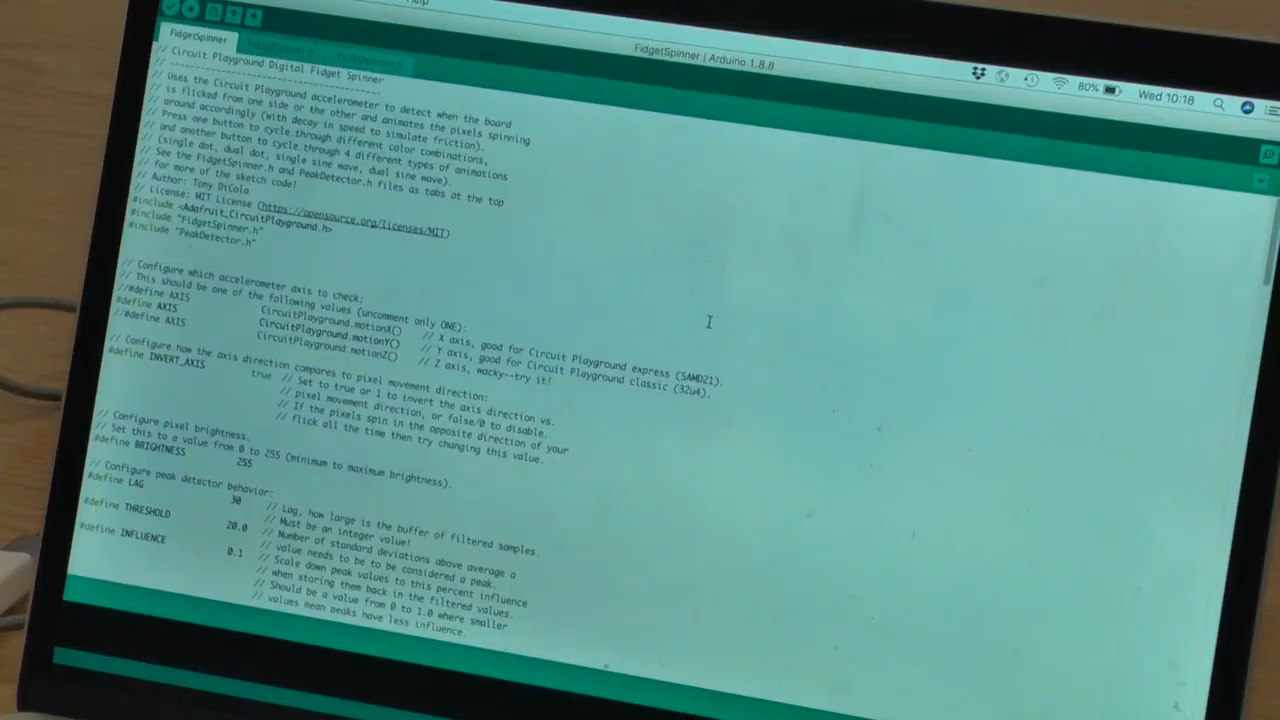 Help
FidgetSpinner | Arduino 1.8.8
80%
Wed 10:18
FidgetSpinner
PeakDetector.h
// Circuit Playground Digital Fidget Spinner
// -----------------------------------------
// Uses the Circuit Playground accelerometer to detect when the board
// is flicked from one side or the other and animates the pixels spinning
// around accordingly (with decay in speed to simulate friction).
// Press one button to cycle through different color combinations,
// and another button to cycle through 4 different types of animations
// (single dot, dual dot, single sine wave, dual sine wave).
// See the FidgetSpinner.h and PeakDetector.h files as tabs at the top
// for more of the sketch code!
// Author: Tony DiCola
// License: MIT License (https://opensource.org/licenses/MIT)
#include <Adafruit_CircuitPlayground.h>
#include "FidgetSpinner.h"
#include "PeakDetector.h"
// Configure which accelerometer axis to check:
// This should be one of the following values (uncomment only ONE):
//#define AXIS CircuitPlayground.motionX() // X axis, good for Circuit Playground express (SAMD21).
#define AXIS CircuitPlayground.motionY() // Y axis, good for Circuit Playground classic (32u4).
//#define AXIS CircuitPlayground.motionZ() // Z axis, wacky--try it!
// Configure how the axis direction compares to pixel movement direction:
#define INVERT_AXIS true // Set to true or 1 to invert the axis direction vs.
// pixel movement direction, or false/0 to disable.
// If the pixels spin in the opposite direction of your
// flick all the time then try changing this value.
// Configure pixel brightness.
// Set this to a value from 0 to 255 (minimum to maximum brightness).
#define BRIGHTNESS 255
// Configure peak detector behavior:
#define LAG 30 // Lag, how large is the buffer of filtered samples.
// Must be an integer value!
#define THRESHOLD 20.0 // Number of standard deviations above average a
// value needs to be to be considered a peak.
#define INFLUENCE 0.1 // Scale down peak values to this percent influence
// when storing them back in the filtered values.
// Should be a value from 0 to 1.0 where smaller
// values mean peaks have less influence.